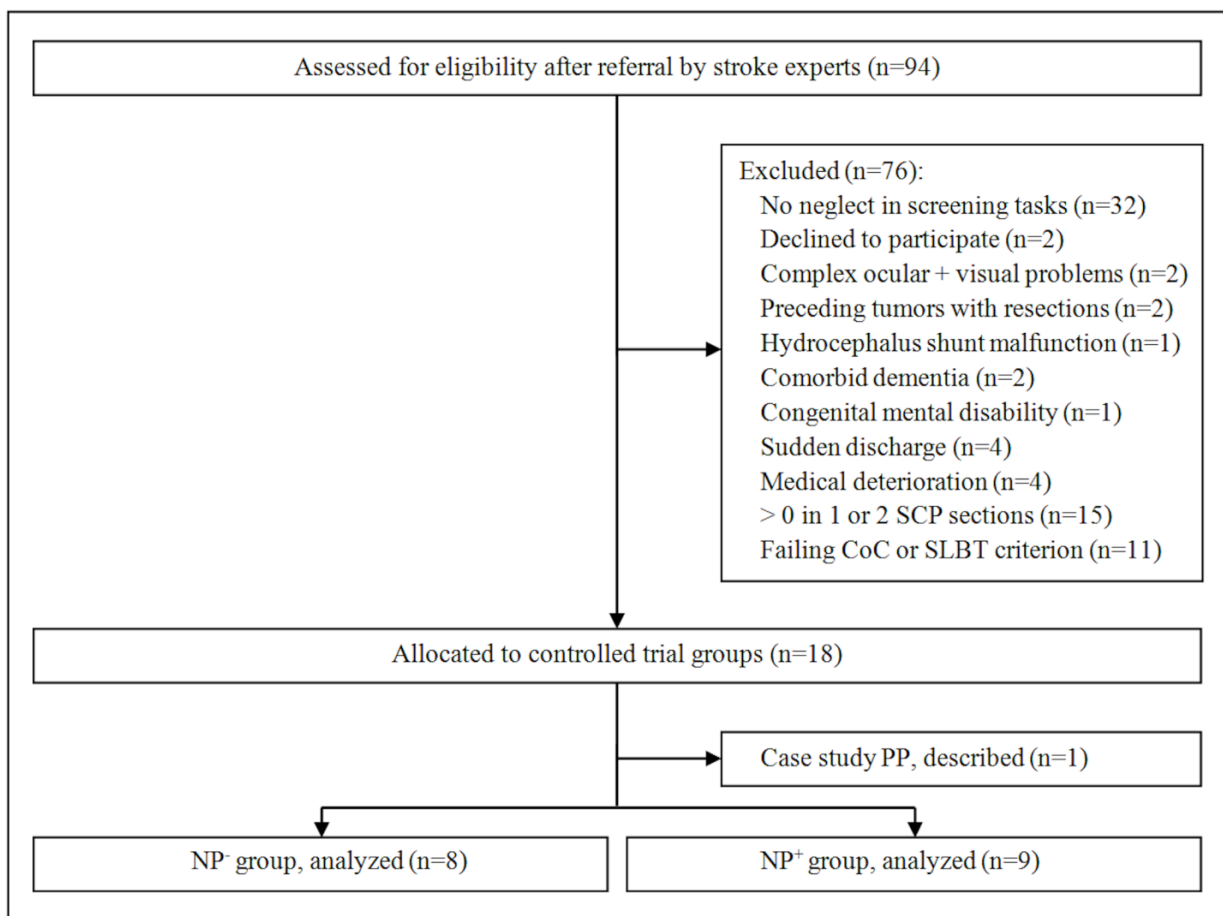 Assessed for eligibility after referral by stroke experts (n=94)
Excluded (n=76):
No neglect in screening tasks (n=32)
Declined to participate (n=2)
Complex ocular + visual problems (n=2)
Preceding tumors with resections (n=2)
Hydrocephalus shunt malfunction (n=1)
Comorbid dementia (n=2)
Congenital mental disability (n=1)
Sudden discharge (n=4)
Medical deterioration (n=4)
> 0 in 1 or 2 SCP sections (n=15)
Failing CoC or SLBT criterion (n=11)
Allocated to controlled trial groups (n=18)
Case study PP, described (n=1)
NP⁻ group, analyzed (n=8)
NP⁺ group, analyzed (n=9)